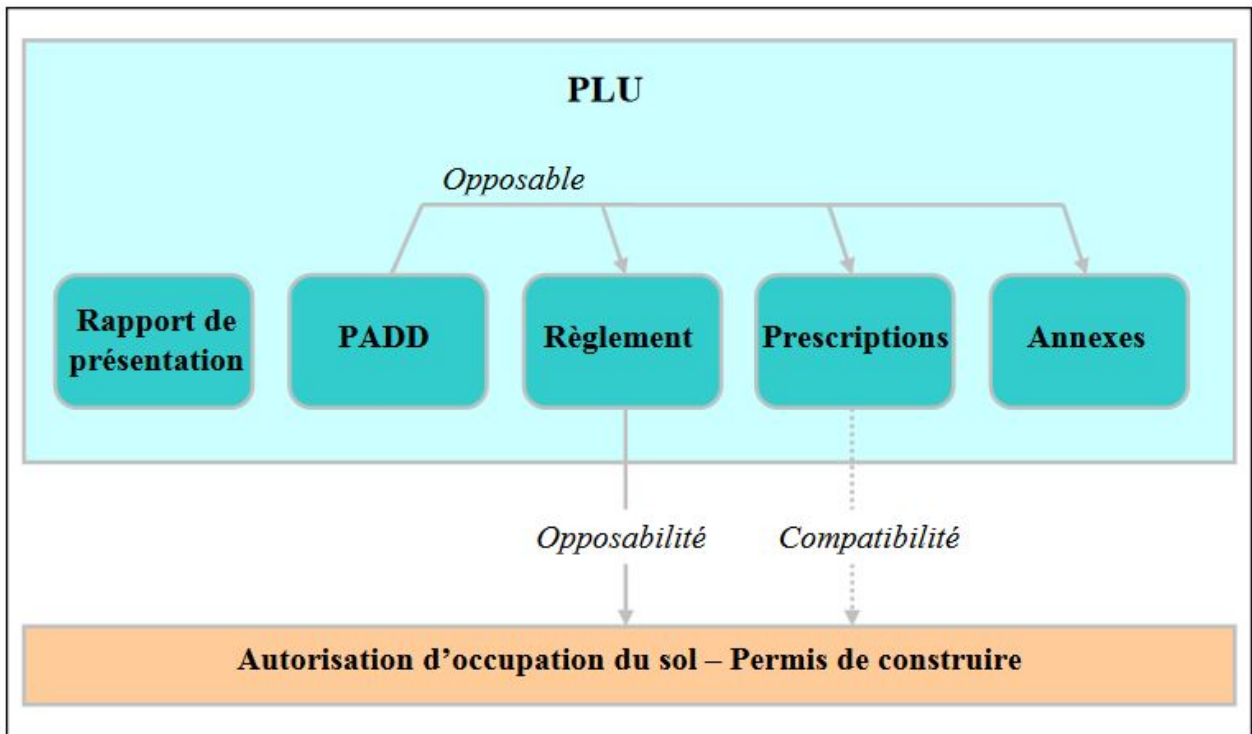 PLU
Opposable
Rapport de
présentation
PADD
Règlement
Prescriptions
Annexes
Opposabilité
Compatibilité
Autorisation d’occupation du sol – Permis de construire